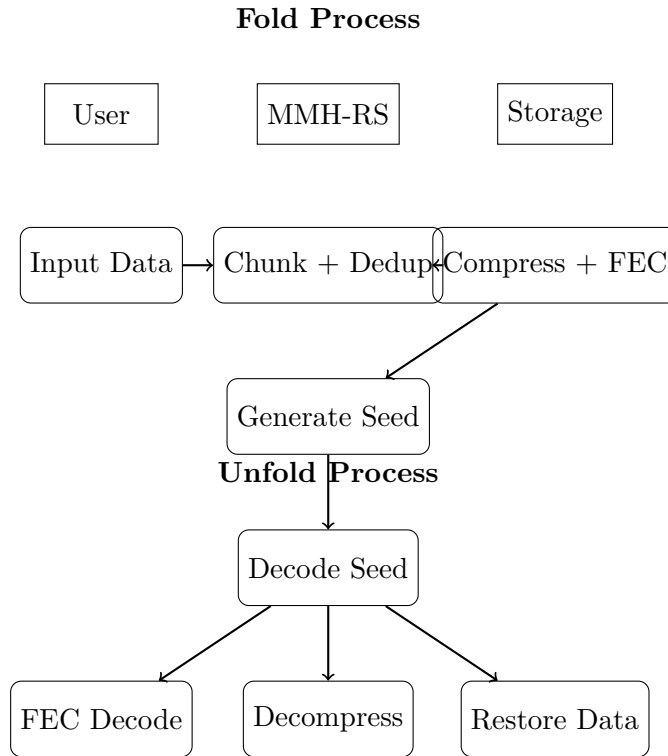 Fold Process
User
MMH-RS
Storage
Input Data
Chunk + Dedup
Compress + FEC
Generate Seed
Unfold Process
Decode Seed
FEC Decode
Decompress
Restore Data